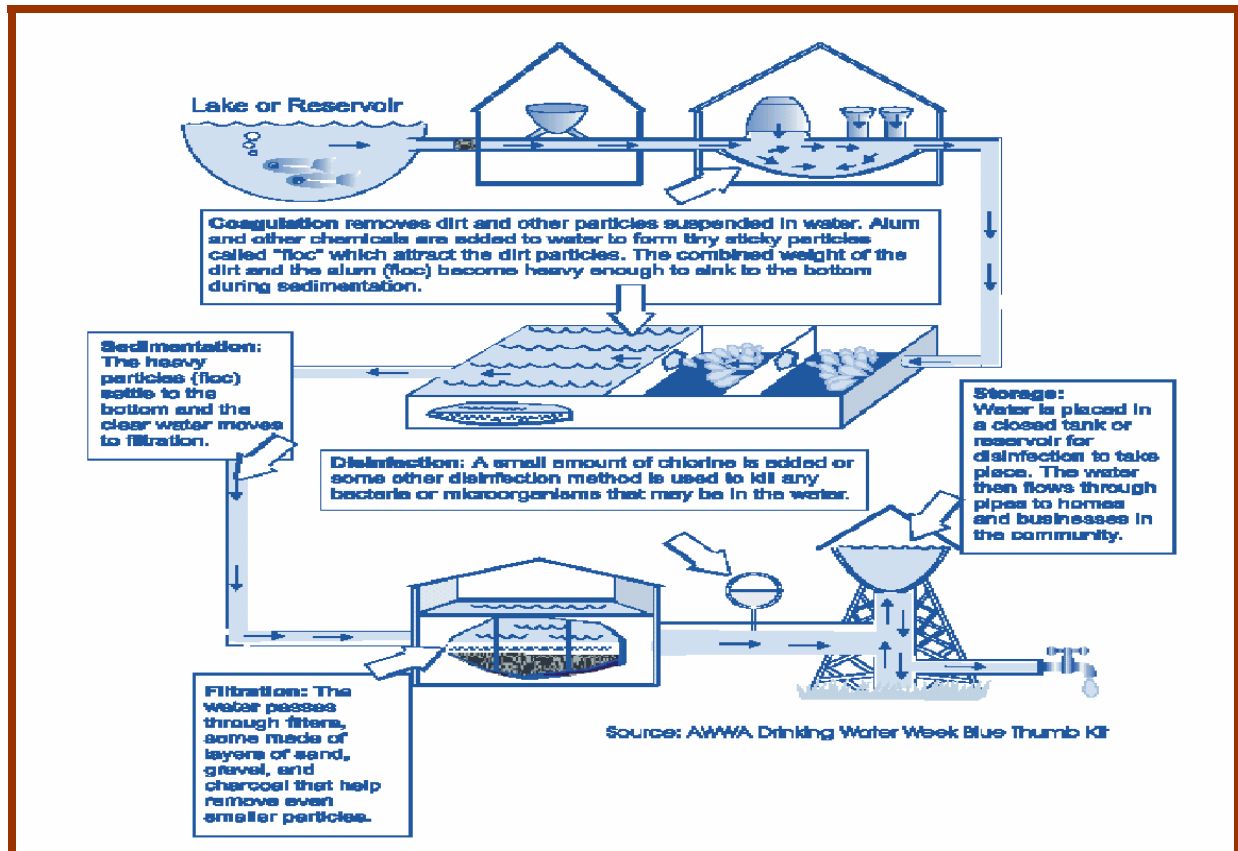 Lake or Reservoir
Coagulation removes dirt and other particles suspended in water. Alum
and other chemicals are added to water to form tiny sticky particles
called "floc" which attract the dirt particles. The combined weight of the
dirt and the alum (floc) become heavy enough to sink to the bottom
during sedimentation.
Sedimentation:
The heavy
particles (floc)
settle to the
bottom and the
clear water moves
to filtration.
Storage:
Water is placed in
a closed tank or
reservoir for
disinfection to take
place. The water
then flows through
pipes to homes
and businesses in
the community.
Disinfection: A small amount of chlorine is added or
some other disinfection method is used to kill any
bacteria or microorganisms that may be in the water.
Filtration: The
water passes
through filters,
some made of
layers of sand,
gravel, and
charcoal that help
remove even
smaller particles.
Source: AWWA Drinking Water Week Blue Thumb Kit